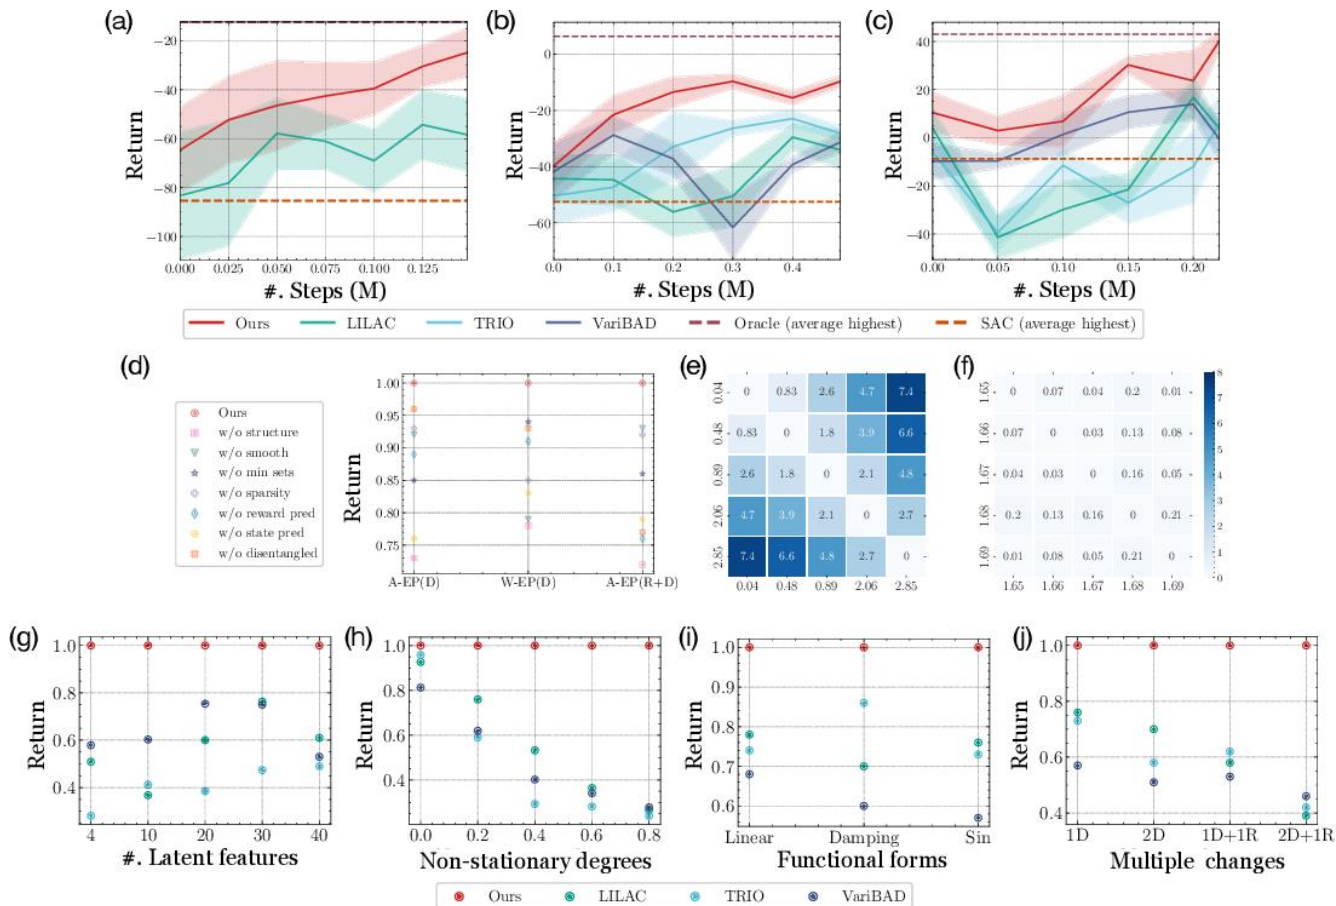 (a)
Return
−20
−40
−60
−80
−100
0.000 0.025 0.050 0.075 0.100 0.125
#. Steps (M)
(b)
Return
0
−20
−40
−60
0.0 0.1 0.2 0.3 0.4
#. Steps (M)
(c)
Return
40
20
0
−20
−40
0.00 0.05 0.10 0.15 0.20
#. Steps (M)
Ours LILAC TRIO VariBAD Oracle (average highest) SAC (average highest)
(d)
Ours
w/o structure
w/o smooth
w/o min sets
w/o sparsity
w/o reward pred
w/o state pred
w/o disentangled
Return
1.00
0.95
0.90
0.85
0.80
0.75
A-EP(D) W-EP(D) A-EP(R+D)
(e)
0.04 0 0.83 2.6 4.7 7.4
0.48 0.83 0 1.8 3.9 6.6
0.89 2.6 1.8 0 2.1 4.8
2.06 4.7 3.9 2.1 0 2.7
2.85 7.4 6.6 4.8 2.7 0
0.04 0.48 0.89 2.06 2.85
(f)
1.65 0 0.07 0.04 0.2 0.01
1.66 0.07 0 0.03 0.13 0.08
1.67 0.04 0.03 0 0.16 0.05
1.68 0.2 0.13 0.16 0 0.21
1.69 0.01 0.08 0.05 0.21 0
1.65 1.66 1.67 1.68 1.69
8
7
6
5
4
3
2
1
0
(g)
Return
1.0
0.8
0.6
0.4
4 10 20 30 40
#. Latent features
(h)
Return
1.0
0.8
0.6
0.4
0.0 0.2 0.4 0.6 0.8
Non-stationary degrees
(i)
Return
1.0
0.9
0.8
0.7
0.6
Linear Damping Sin
Functional forms
(j)
Return
1.0
0.8
0.6
0.4
1D 2D 1D+1R 2D+1R
Multiple changes
Ours LILAC TRIO VariBAD